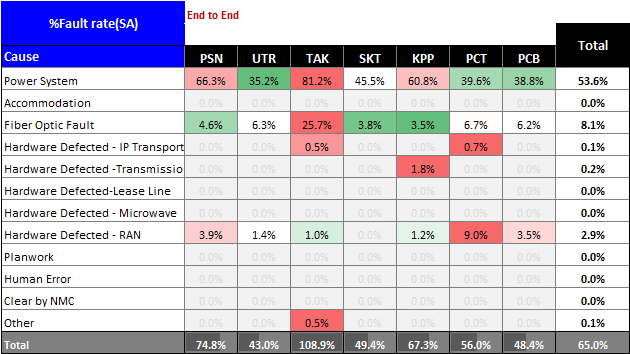 %Fault rate(SA) End to End
Cause PSN UTR TAK SKT KPP PCT PCB Total
Power System 66.3% 35.2% 81.2% 45.5% 60.8% 39.6% 38.8% 53.6%
Accommodation 0.0% 0.0% 0.0% 0.0% 0.0% 0.0% 0.0% 0.0%
Fiber Optic Fault 4.6% 6.3% 25.7% 3.8% 3.5% 6.7% 6.2% 8.1%
Hardware Defected - IP Transport 0.0% 0.0% 0.5% 0.0% 0.0% 0.7% 0.0% 0.1%
Hardware Defected -Transmissio 0.0% 0.0% 0.0% 0.0% 1.8% 0.0% 0.0% 0.2%
Hardware Defected-Lease Line 0.0% 0.0% 0.0% 0.0% 0.0% 0.0% 0.0% 0.0%
Hardware Defected - Microwave 0.0% 0.0% 0.0% 0.0% 0.0% 0.0% 0.0% 0.0%
Hardware Defected - RAN 3.9% 1.4% 1.0% 0.0% 1.2% 9.0% 3.5% 2.9%
Planwork 0.0% 0.0% 0.0% 0.0% 0.0% 0.0% 0.0% 0.0%
Human Error 0.0% 0.0% 0.0% 0.0% 0.0% 0.0% 0.0% 0.0%
Clear by NMC 0.0% 0.0% 0.0% 0.0% 0.0% 0.0% 0.0% 0.0%
Other 0.0% 0.0% 0.5% 0.0% 0.0% 0.0% 0.0% 0.1%
Total 74.8% 43.0% 108.9% 49.4% 67.3% 56.0% 48.4% 65.0%